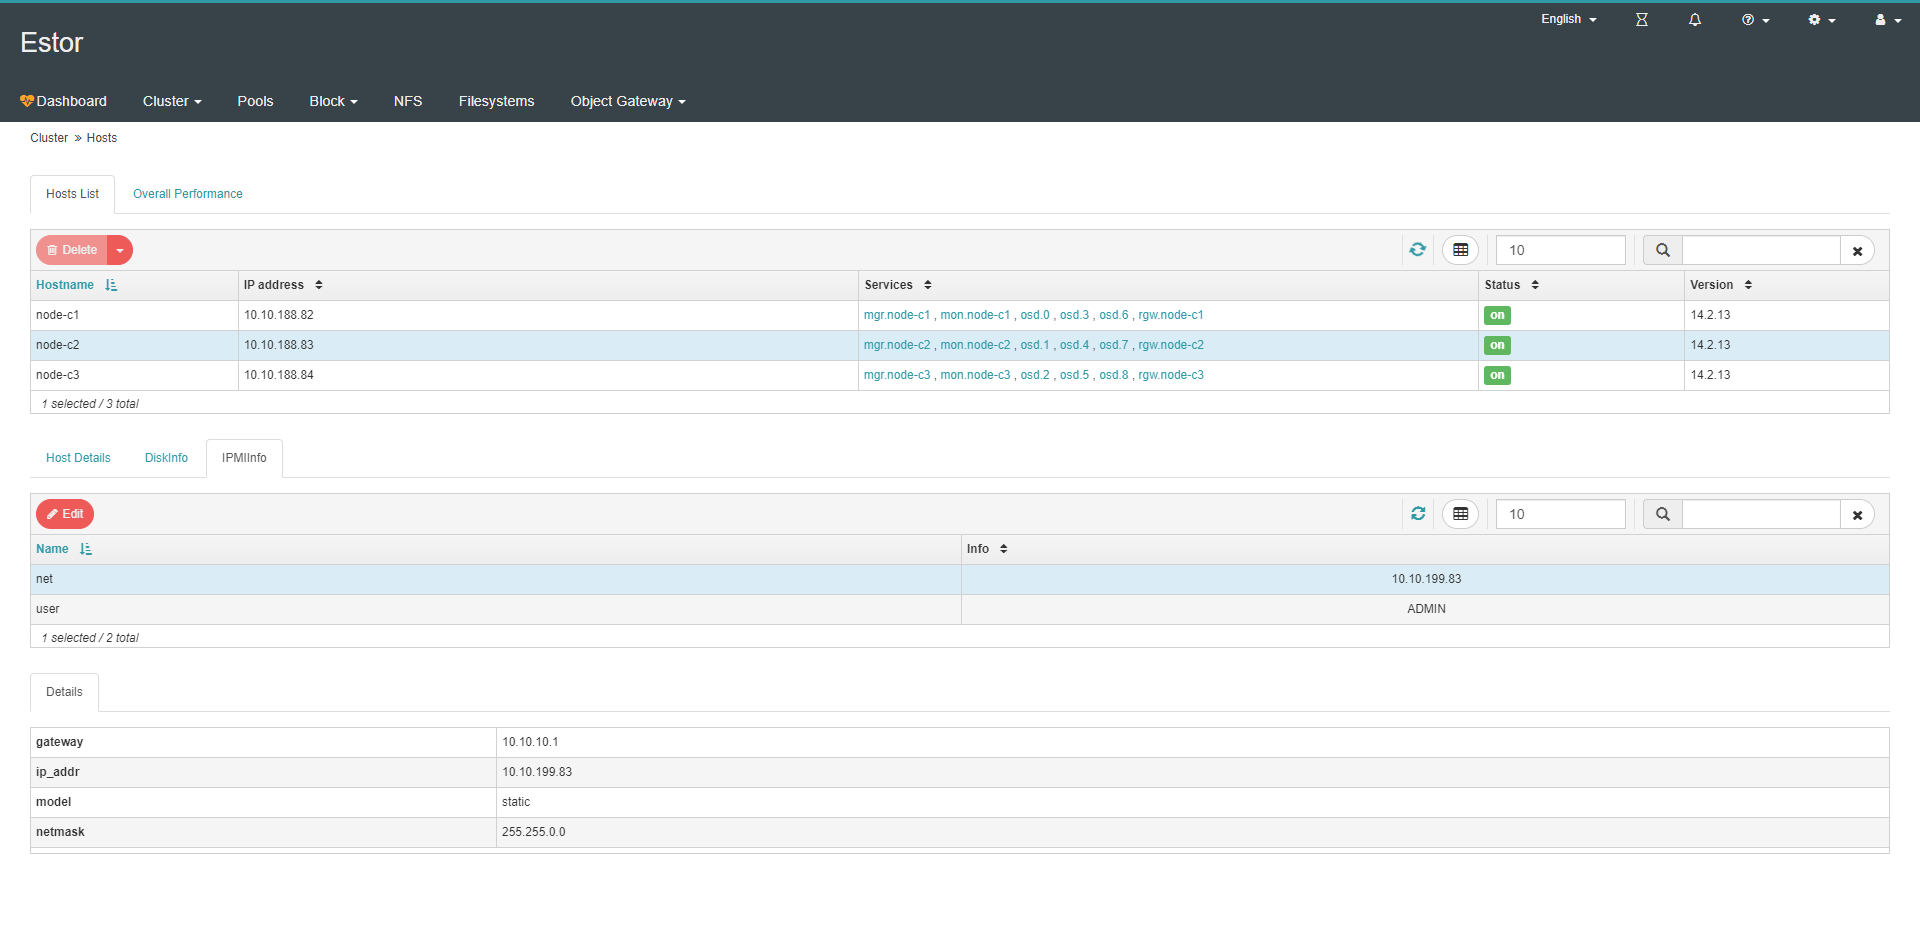 English
Estor
Dashboard Cluster Pools Block NFS Filesystems Object Gateway
Cluster » Hosts
Hosts List Overall Performance
Delete 10
Hostname IP address Services Status Version
node-c1 10.10.188.82 mgr.node-c1 , mon.node-c1 , osd.0 , osd.3 , osd.6 , rgw.node-c1 on 14.2.13
node-c2 10.10.188.83 mgr.node-c2 , mon.node-c2 , osd.1 , osd.4 , osd.7 , rgw.node-c2 on 14.2.13
node-c3 10.10.188.84 mgr.node-c3 , mon.node-c3 , osd.2 , osd.5 , osd.8 , rgw.node-c3 on 14.2.13
1 selected / 3 total
Host Details DiskInfo IPMIInfo
Edit 10
Name Info
net 10.10.199.83
user ADMIN
1 selected / 2 total
Details
gateway 10.10.10.1
ip_addr 10.10.199.83
model static
netmask 255.255.0.0